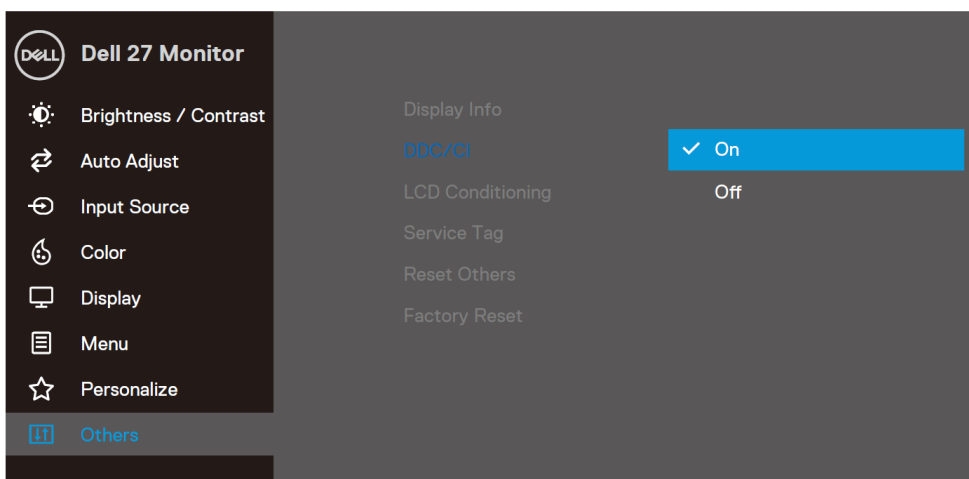 DELL
Dell 27 Monitor
Brightness / Contrast
Auto Adjust
Input Source
Color
Display
Menu
Personalize
Others
Display Info
DDC/CI
LCD Conditioning
Service Tag
Reset Others
Factory Reset
On
Off